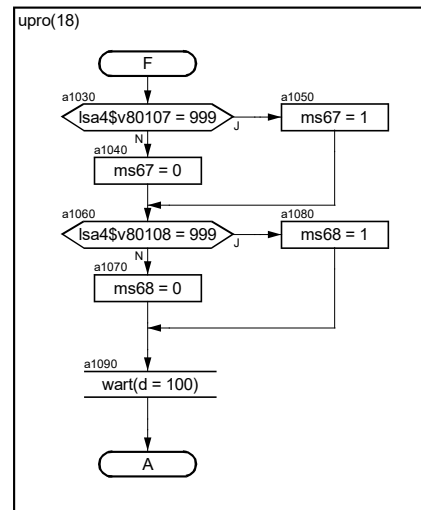 upro(18)
F
a1030
lsa4$v80107 = 999
J
a1050
ms67 = 1
N
a1040
ms67 = 0
a1060
lsa4$v80108 = 999
J
a1080
ms68 = 1
N
a1070
ms68 = 0
a1090
wart(d = 100)
A